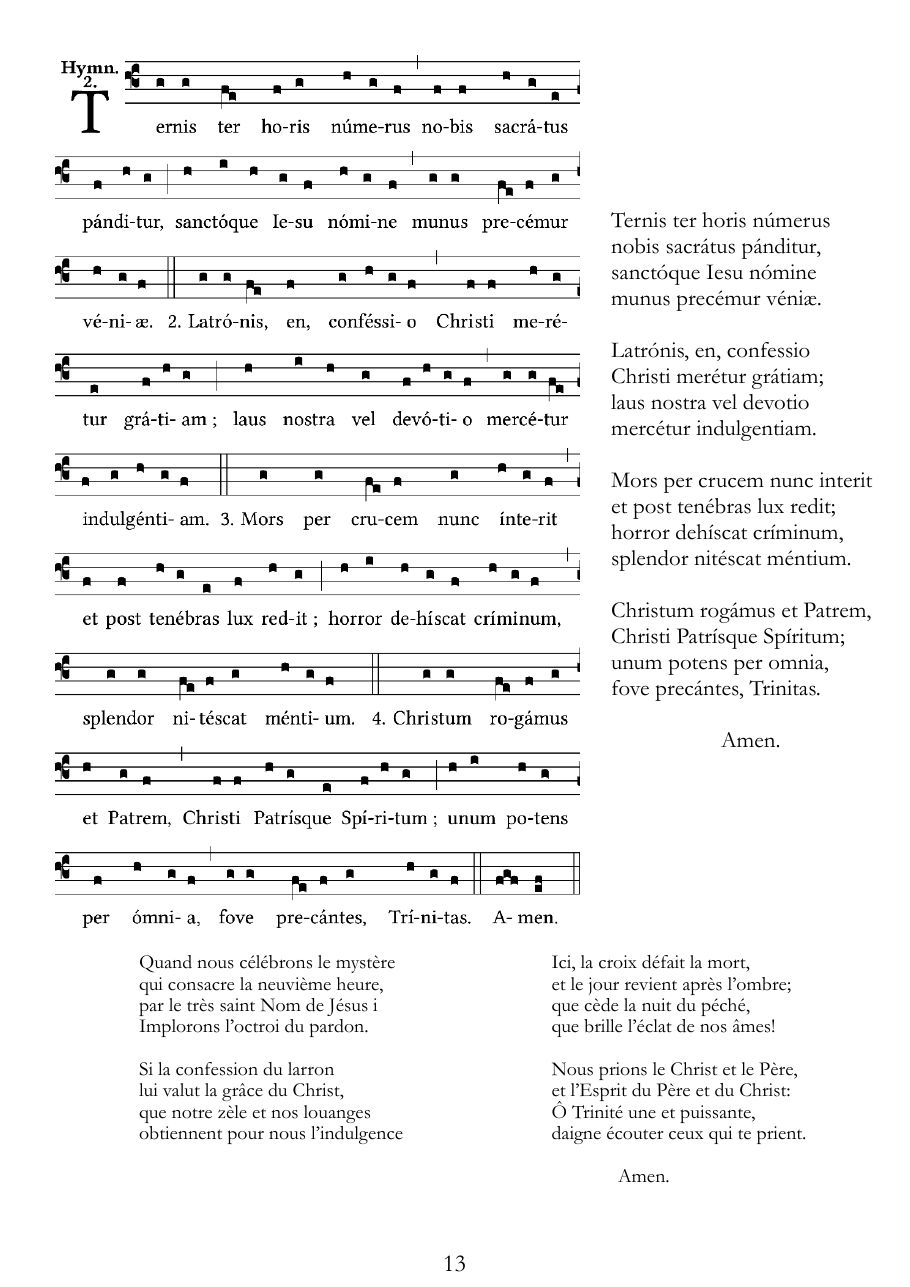 Hymn.
2.
T
ernis ter ho-ris núme-rus no-bis sacrá-tus
pándi-tur, sanctóque Ie-su nómi-ne munus pre-cémur
vé-ni-æ. 2. Latró-nis, en, conféssi-o Christi me-ré-
tur grá-ti-am ; laus nostra vel devó-ti-o mercé-tur
indulgénti-am. 3. Mors per cru-cem nunc ínte-rit
et post tenébras lux red-it ; horror de-híscat críminum,
splendor ni-téscat ménti-um. 4. Christum ro-gámus
et Patrem, Christi Patrísque Spí-ri-tum ; unum po-tens
per ómni-a, fove pre-cántes, Trí-ni-tas. A-men.
Ternis ter horis númerus
nobis sacrátus pánditur,
sanctóque Iesu nómine
munus precémur véniæ.
Latrónis, en, confessio
Christi merétur grátiam;
laus nostra vel devotio
mercétur indulgentiam.
Mors per crucem nunc interit
et post tenébras lux redit;
horror dehíscat críminum,
splendor nitéscat méntium.
Christum rogámus et Patrem,
Christi Patrísque Spíritum;
unum potens per omnia,
fove precántes, Trinitas.
Amen.
Quand nous célébrons le mystère
qui consacre la neuvième heure,
par le très saint Nom de Jésus i
Implorons l’octroi du pardon.
Si la confession du larron
lui valut la grâce du Christ,
que notre zèle et nos louanges
obtiennent pour nous l’indulgence
Ici, la croix défait la mort,
et le jour revient après l’ombre;
que cède la nuit du péché,
que brille l’éclat de nos âmes!
Nous prions le Christ et le Père,
et l’Esprit du Père et du Christ:
Ô Trinité une et puissante,
daigne écouter ceux qui te prient.
Amen.
13